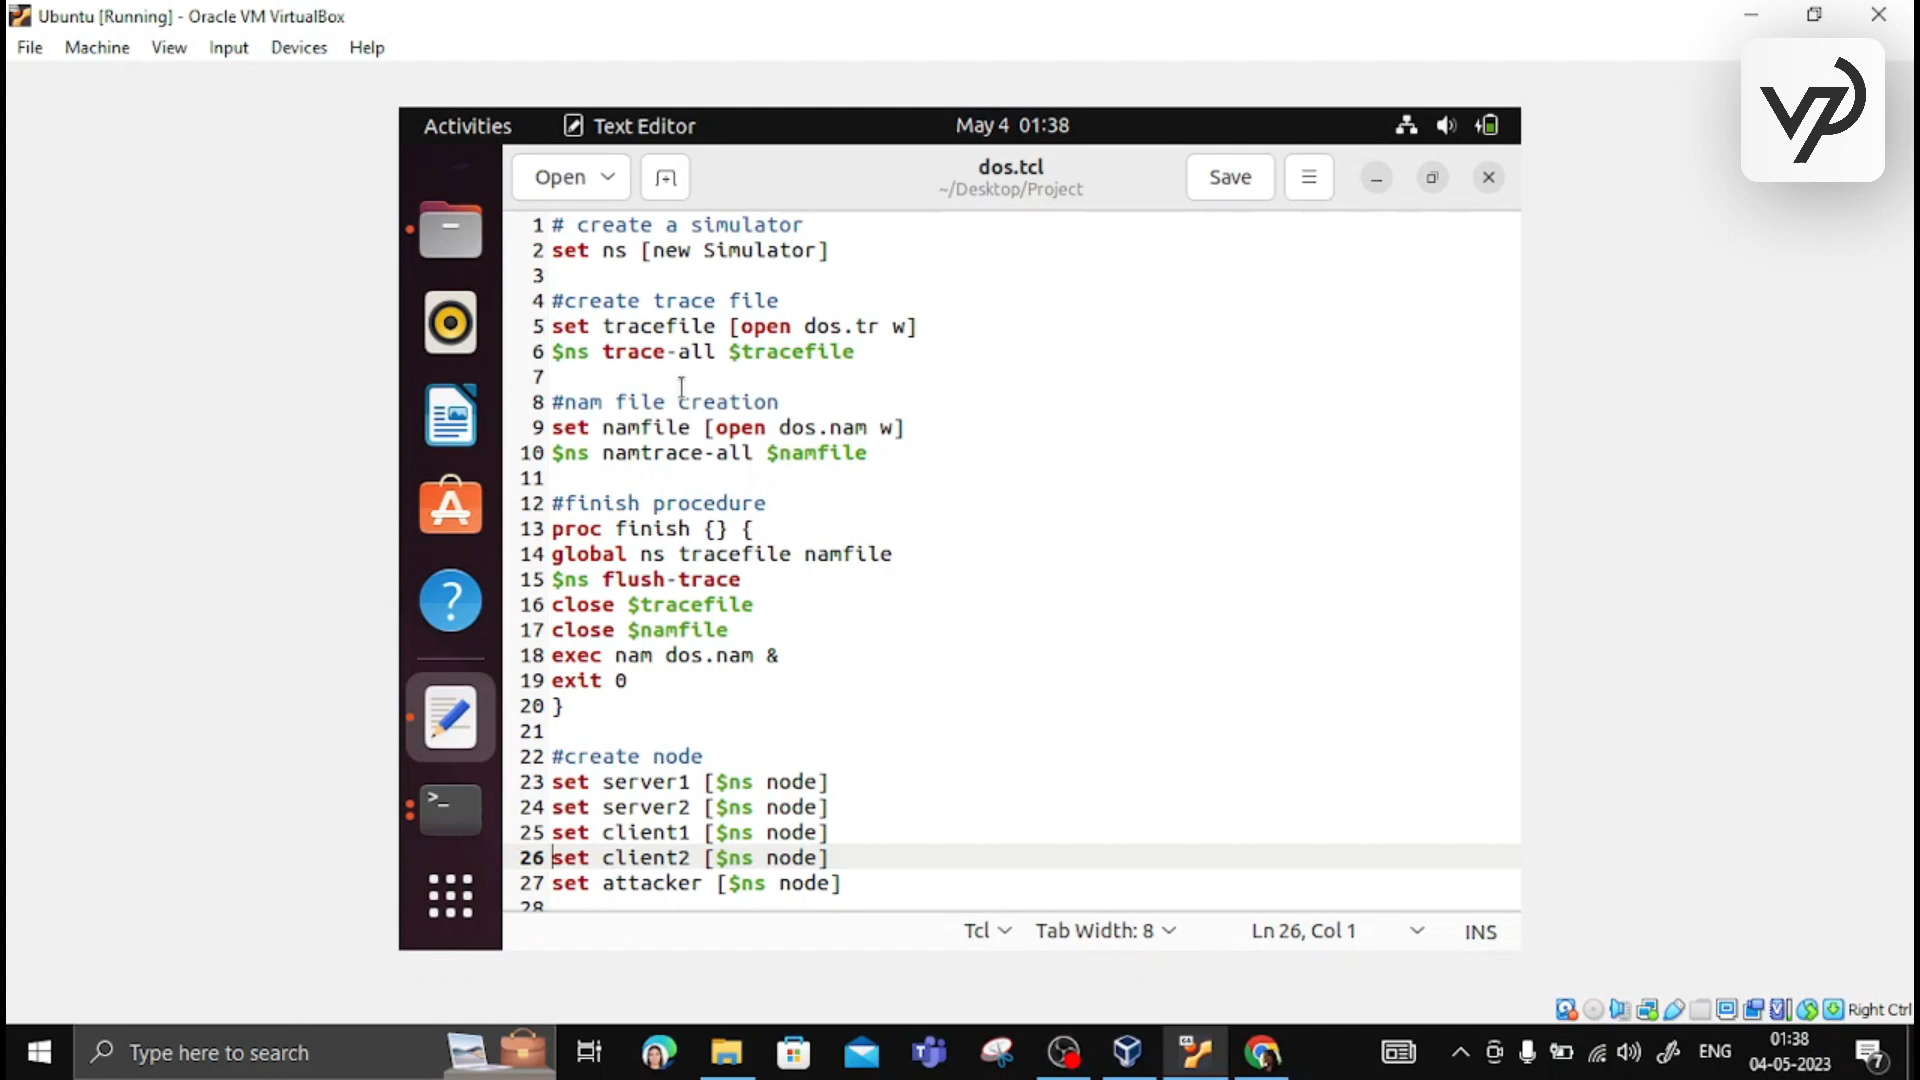 Ubuntu [Running] - Oracle VM VirtualBox
File Machine View Input Devices Help
VP
Activities Text Editor May 4 01:38
Open dos.tcl Save
~/Desktop/Project
1 # create a simulator
2 set ns [new Simulator]
3
4 #create trace file
5 set tracefile [open dos.tr w]
6 $ns trace-all $tracefile
7
8 #nam file creation
9 set namfile [open dos.nam w]
10 $ns namtrace-all $namfile
11
12 #finish procedure
13 proc finish {} {
14 global ns tracefile namfile
15 $ns flush-trace
16 close $tracefile
17 close $namfile
18 exec nam dos.nam &
19 exit 0
20 }
21
22 #create node
23 set server1 [$ns node]
24 set server2 [$ns node]
25 set client1 [$ns node]
26 set client2 [$ns node]
27 set attacker [$ns node]
28
Tcl Tab Width: 8 Ln 26, Col 1 INS
Right Ctrl
Type here to search ENG 01:38
04-05-2023 7